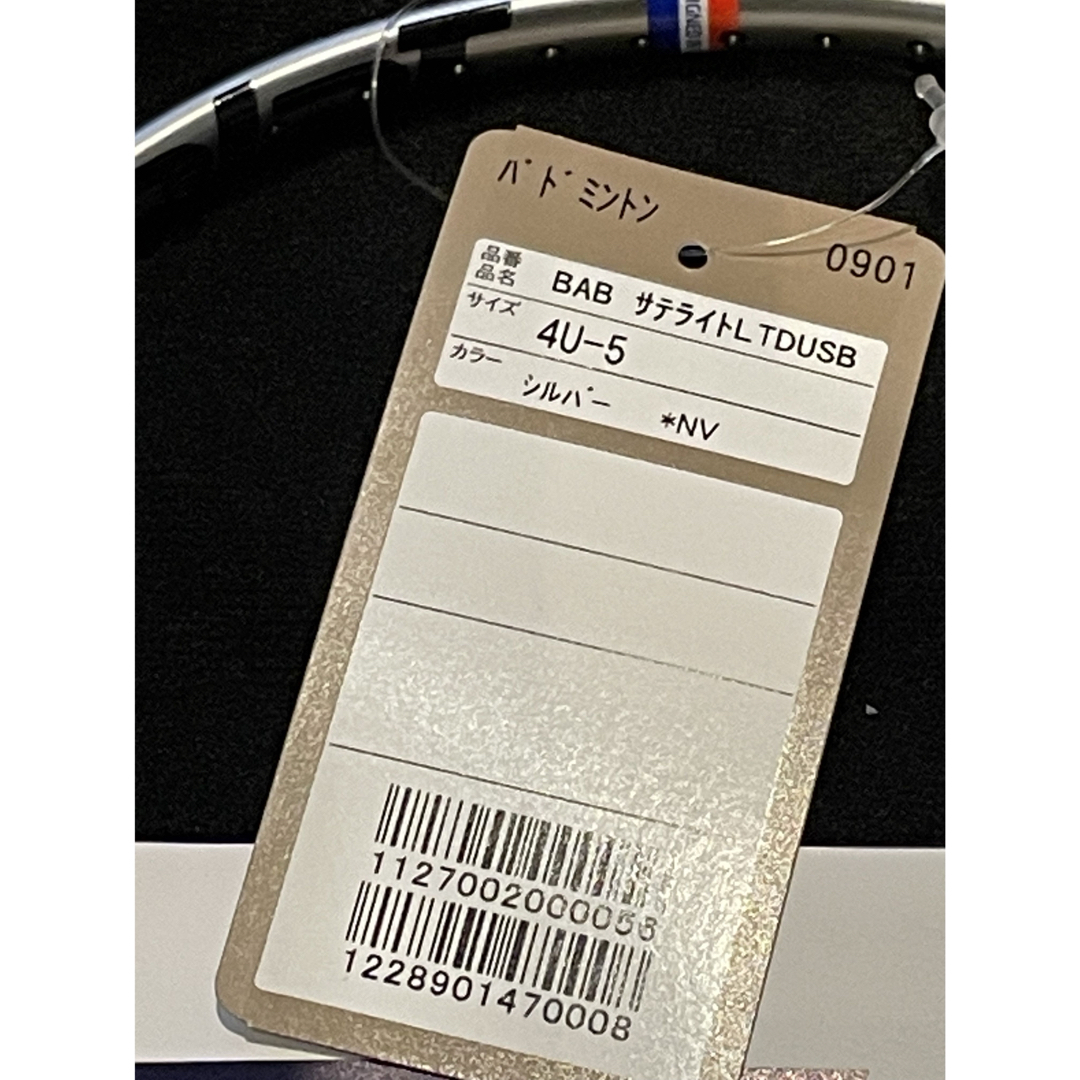 バドミントン
0901
品番
品名 BAB サテライトLTDUSB
サイズ 4U-5
カラー シルバー *NV
1127002000056
1228901470008